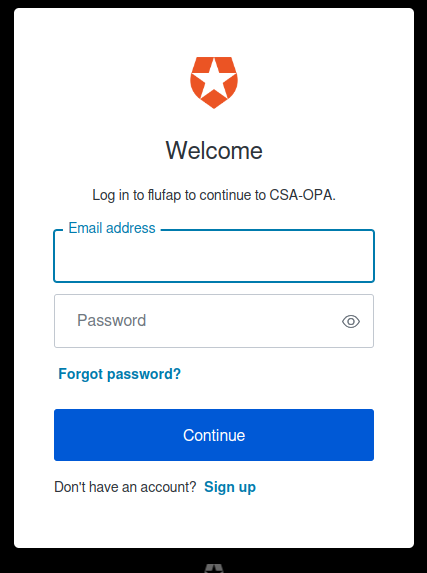 Welcome
Log in to flufap to continue to CSA-OPA.
Email address
Password
Forgot password?
Continue
Don't have an account? Sign up